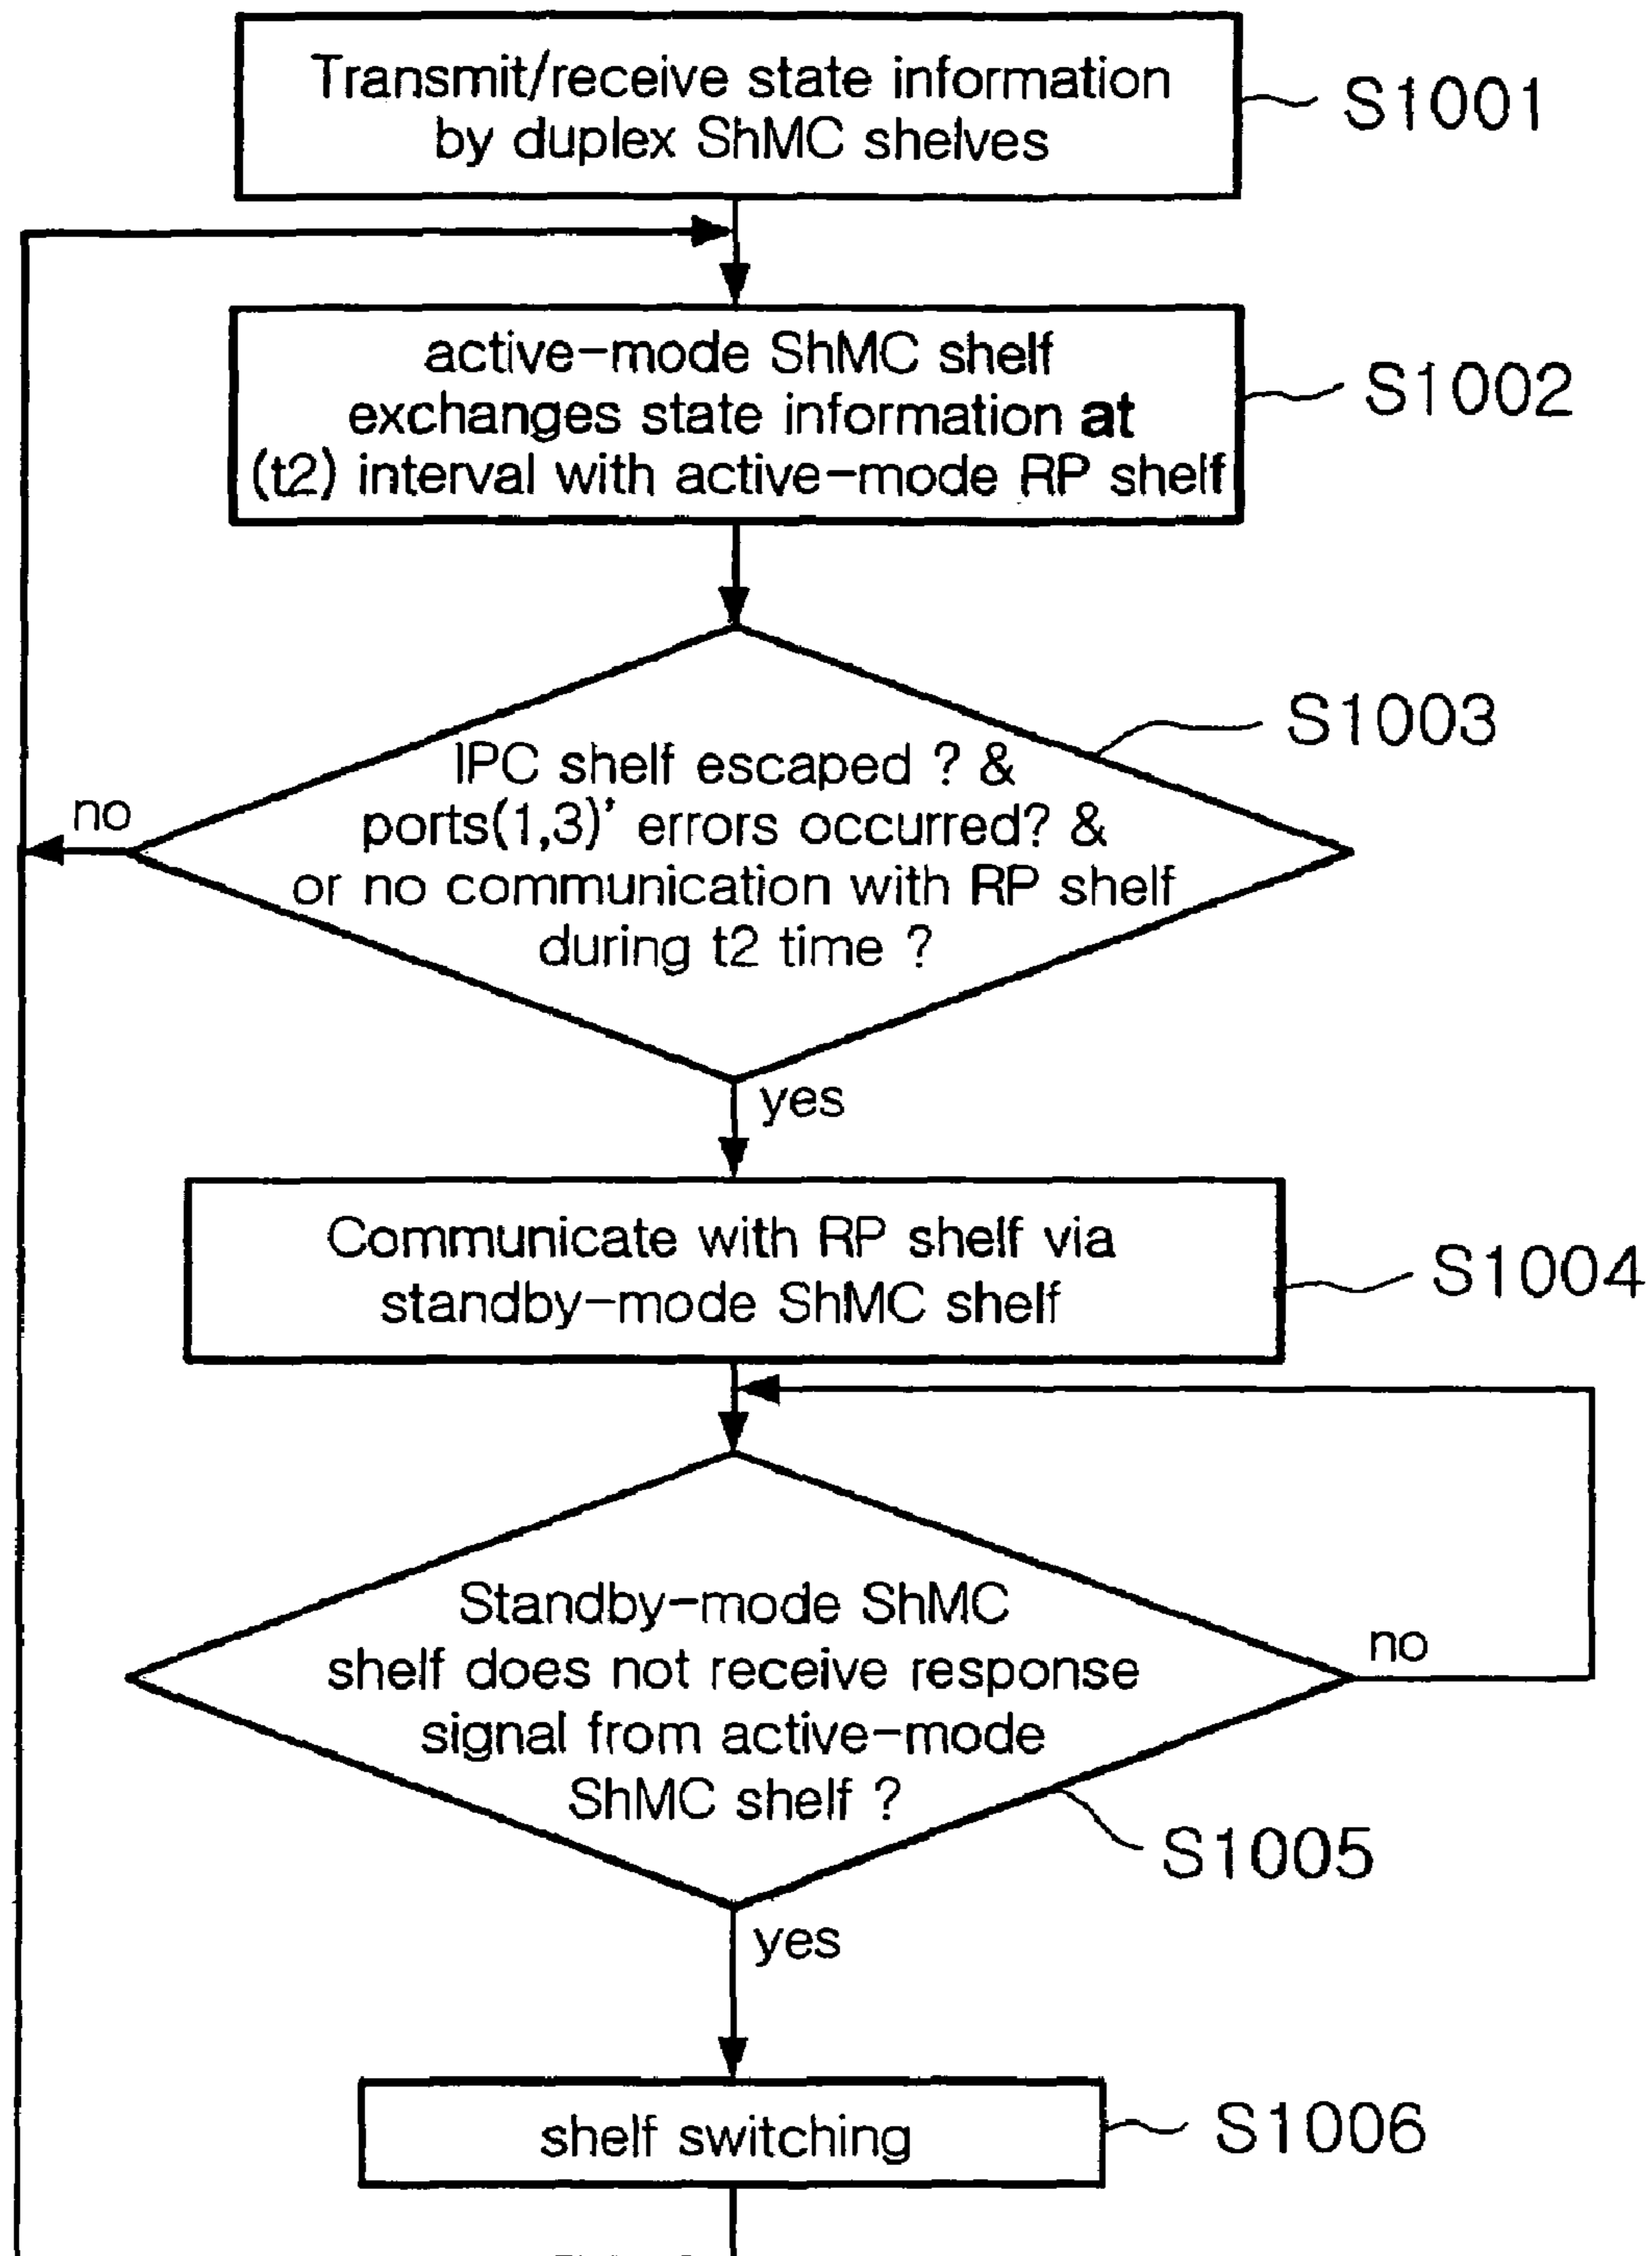 Transmit/receive state information
by duplex ShMC shelves
S1001
active-mode ShMC shelf
exchanges state information at
(t2) interval with active-mode RP shelf
S1002
S1003
IPC shelf escaped ? &
ports(1,3)' errors occurred? &
or no communication with RP shelf
during t2 time ?
no
yes
Communicate with RP shelf via
standby-mode ShMC shelf
S1004
Standby-mode ShMC
shelf does not receive response
signal from active-mode
ShMC shelf ?
no
S1005
yes
shelf switching
S1006